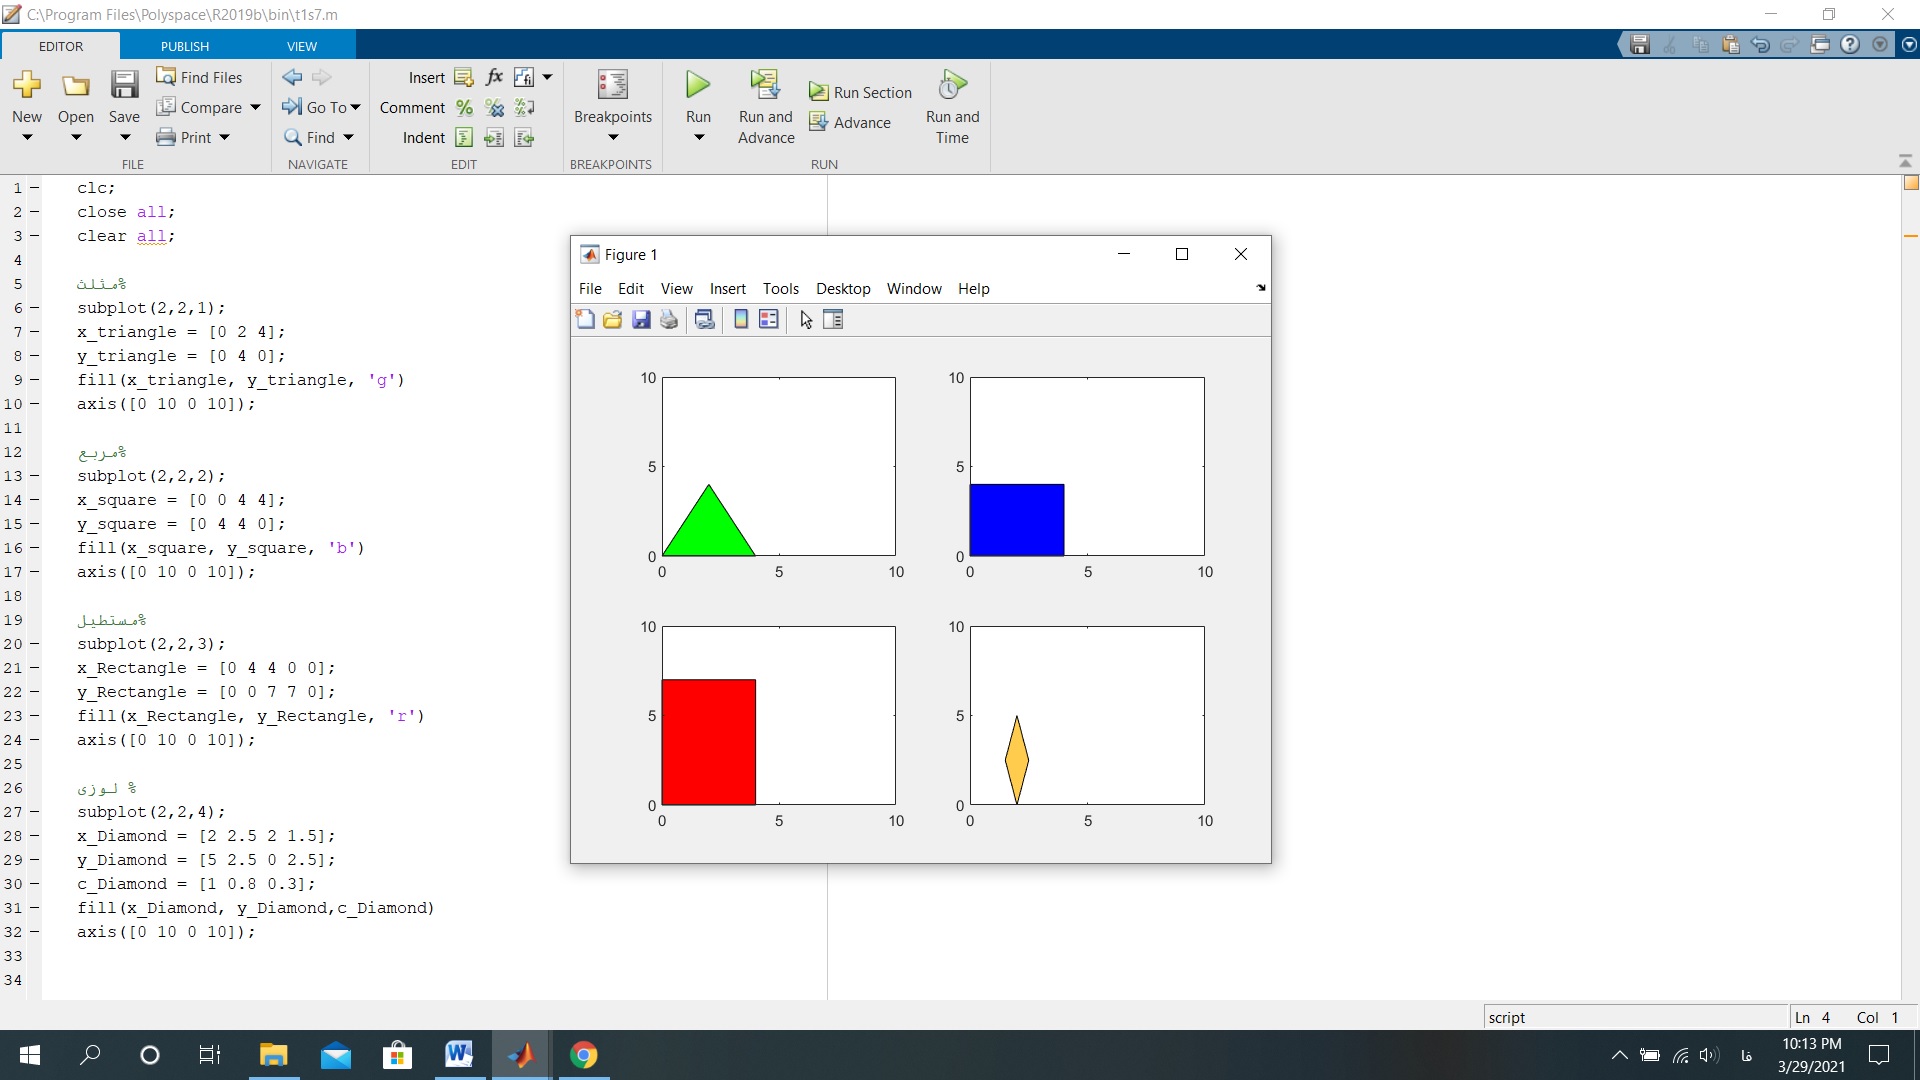 C:\Program Files\Polyspace\R2019b\bin\t1s7.m
EDITOR PUBLISH VIEW
New Open Save Find Files Compare Print
FILE
Go To Find
NAVIGATE
Insert fx
Comment
Indent
EDIT
Breakpoints
BREAKPOINTS
Run Run and Advance Run Section Advance Run and Time
RUN
1 clc;
2 close all;
3 clear all;
4
5 %مثلث
6 subplot(2,2,1);
7 x_triangle = [0 2 4];
8 y_triangle = [0 4 0];
9 fill(x_triangle, y_triangle, 'g')
10 axis([0 10 0 10]);
11
12 %مربع
13 subplot(2,2,2);
14 x_square = [0 0 4 4];
15 y_square = [0 4 4 0];
16 fill(x_square, y_square, 'b')
17 axis([0 10 0 10]);
18
19 %مستطیل
20 subplot(2,2,3);
21 x_Rectangle = [0 4 4 0 0];
22 y_Rectangle = [0 0 7 7 0];
23 fill(x_Rectangle, y_Rectangle, 'r')
24 axis([0 10 0 10]);
25
26 % لوزی
27 subplot(2,2,4);
28 x_Diamond = [2 2.5 2 1.5];
29 y_Diamond = [5 2.5 0 2.5];
30 c_Diamond = [1 0.8 0.3];
31 fill(x_Diamond, y_Diamond,c_Diamond)
32 axis([0 10 0 10]);
33
34
Figure 1
File Edit View Insert Tools Desktop Window Help
10
5
0
0 5 10
10
5
0
0 5 10
10
5
0
0 5 10
10
5
0
0 5 10
script Ln 4 Col 1
فا
10:13 PM
3/29/2021